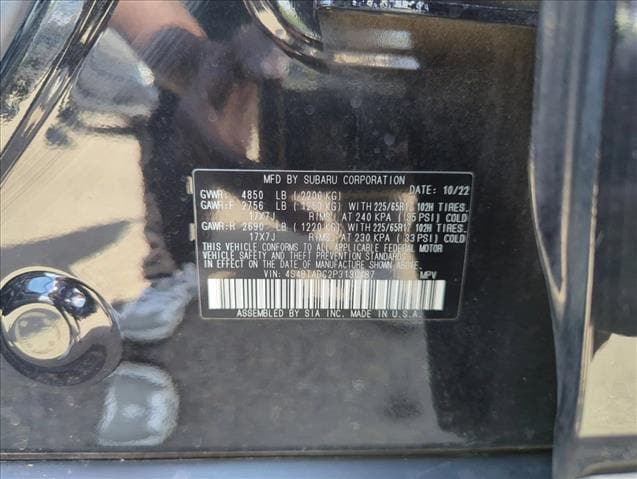 MFD BY SUBARU CORPORATION
GVWR: 4850 LB (2200 KG) DATE: 10/22
GAWR:F 2756 LB (1250 KG) WITH 225/65R17 102H TIRES,
17X7J RIMS, AT 240 KPA (35 PSI) COLD
GAWR:R 2690 LB (1220 KG) WITH 225/65R17 102H TIRES,
17X7J RIMS, AT 230 KPA (33 PSI) COLD
THIS VEHICLE CONFORMS TO ALL APPLICABLE FEDERAL MOTOR
VEHICLE SAFETY AND THEFT PREVENTION STANDARDS
IN EFFECT ON THE DATE OF MANUFACTURE SHOWN ABOVE.
VIN: MPV
ASSEMBLED BY SIA INC. MADE IN U.S.A.